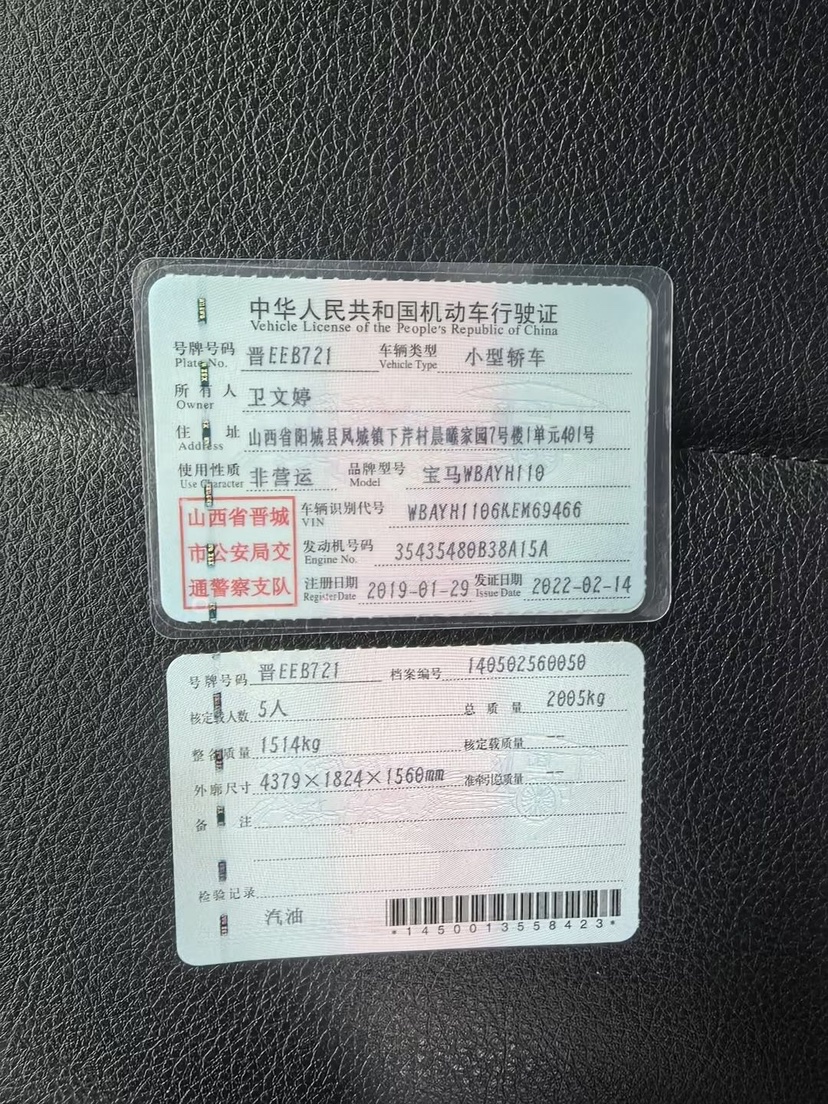 中华人民共和国机动车行驶证
Vehicle License of the People's Republic of China
号牌号码 晋EEB721 车辆类型 小型轿车
Plate No. Vehicle Type
所有人 卫文婷
Owner
住址 山西省阳城县凤城镇下芹村晨曦家园7号楼1单元401号
Address
使用性质 非营运 品牌型号 宝马WBAYH110
Use Character Model
山西省晋城
市公安局交
通警察支队
车辆识别代号 WBAYH1106KEM69466
VIN
发动机号码 35435480B38A15A
Engine No.
注册日期 2019-01-29 发证日期 2022-02-14
Register Date Issue Date
号牌号码 晋EEB721 档案编号 140502560050
核定载人数 5人 总质量 2005kg
整备质量 1514kg 核定载质量 --
外廓尺寸 4379×1824×1560mm 准牵引总质量 --
备注
检验记录
汽油
*1450013558423*